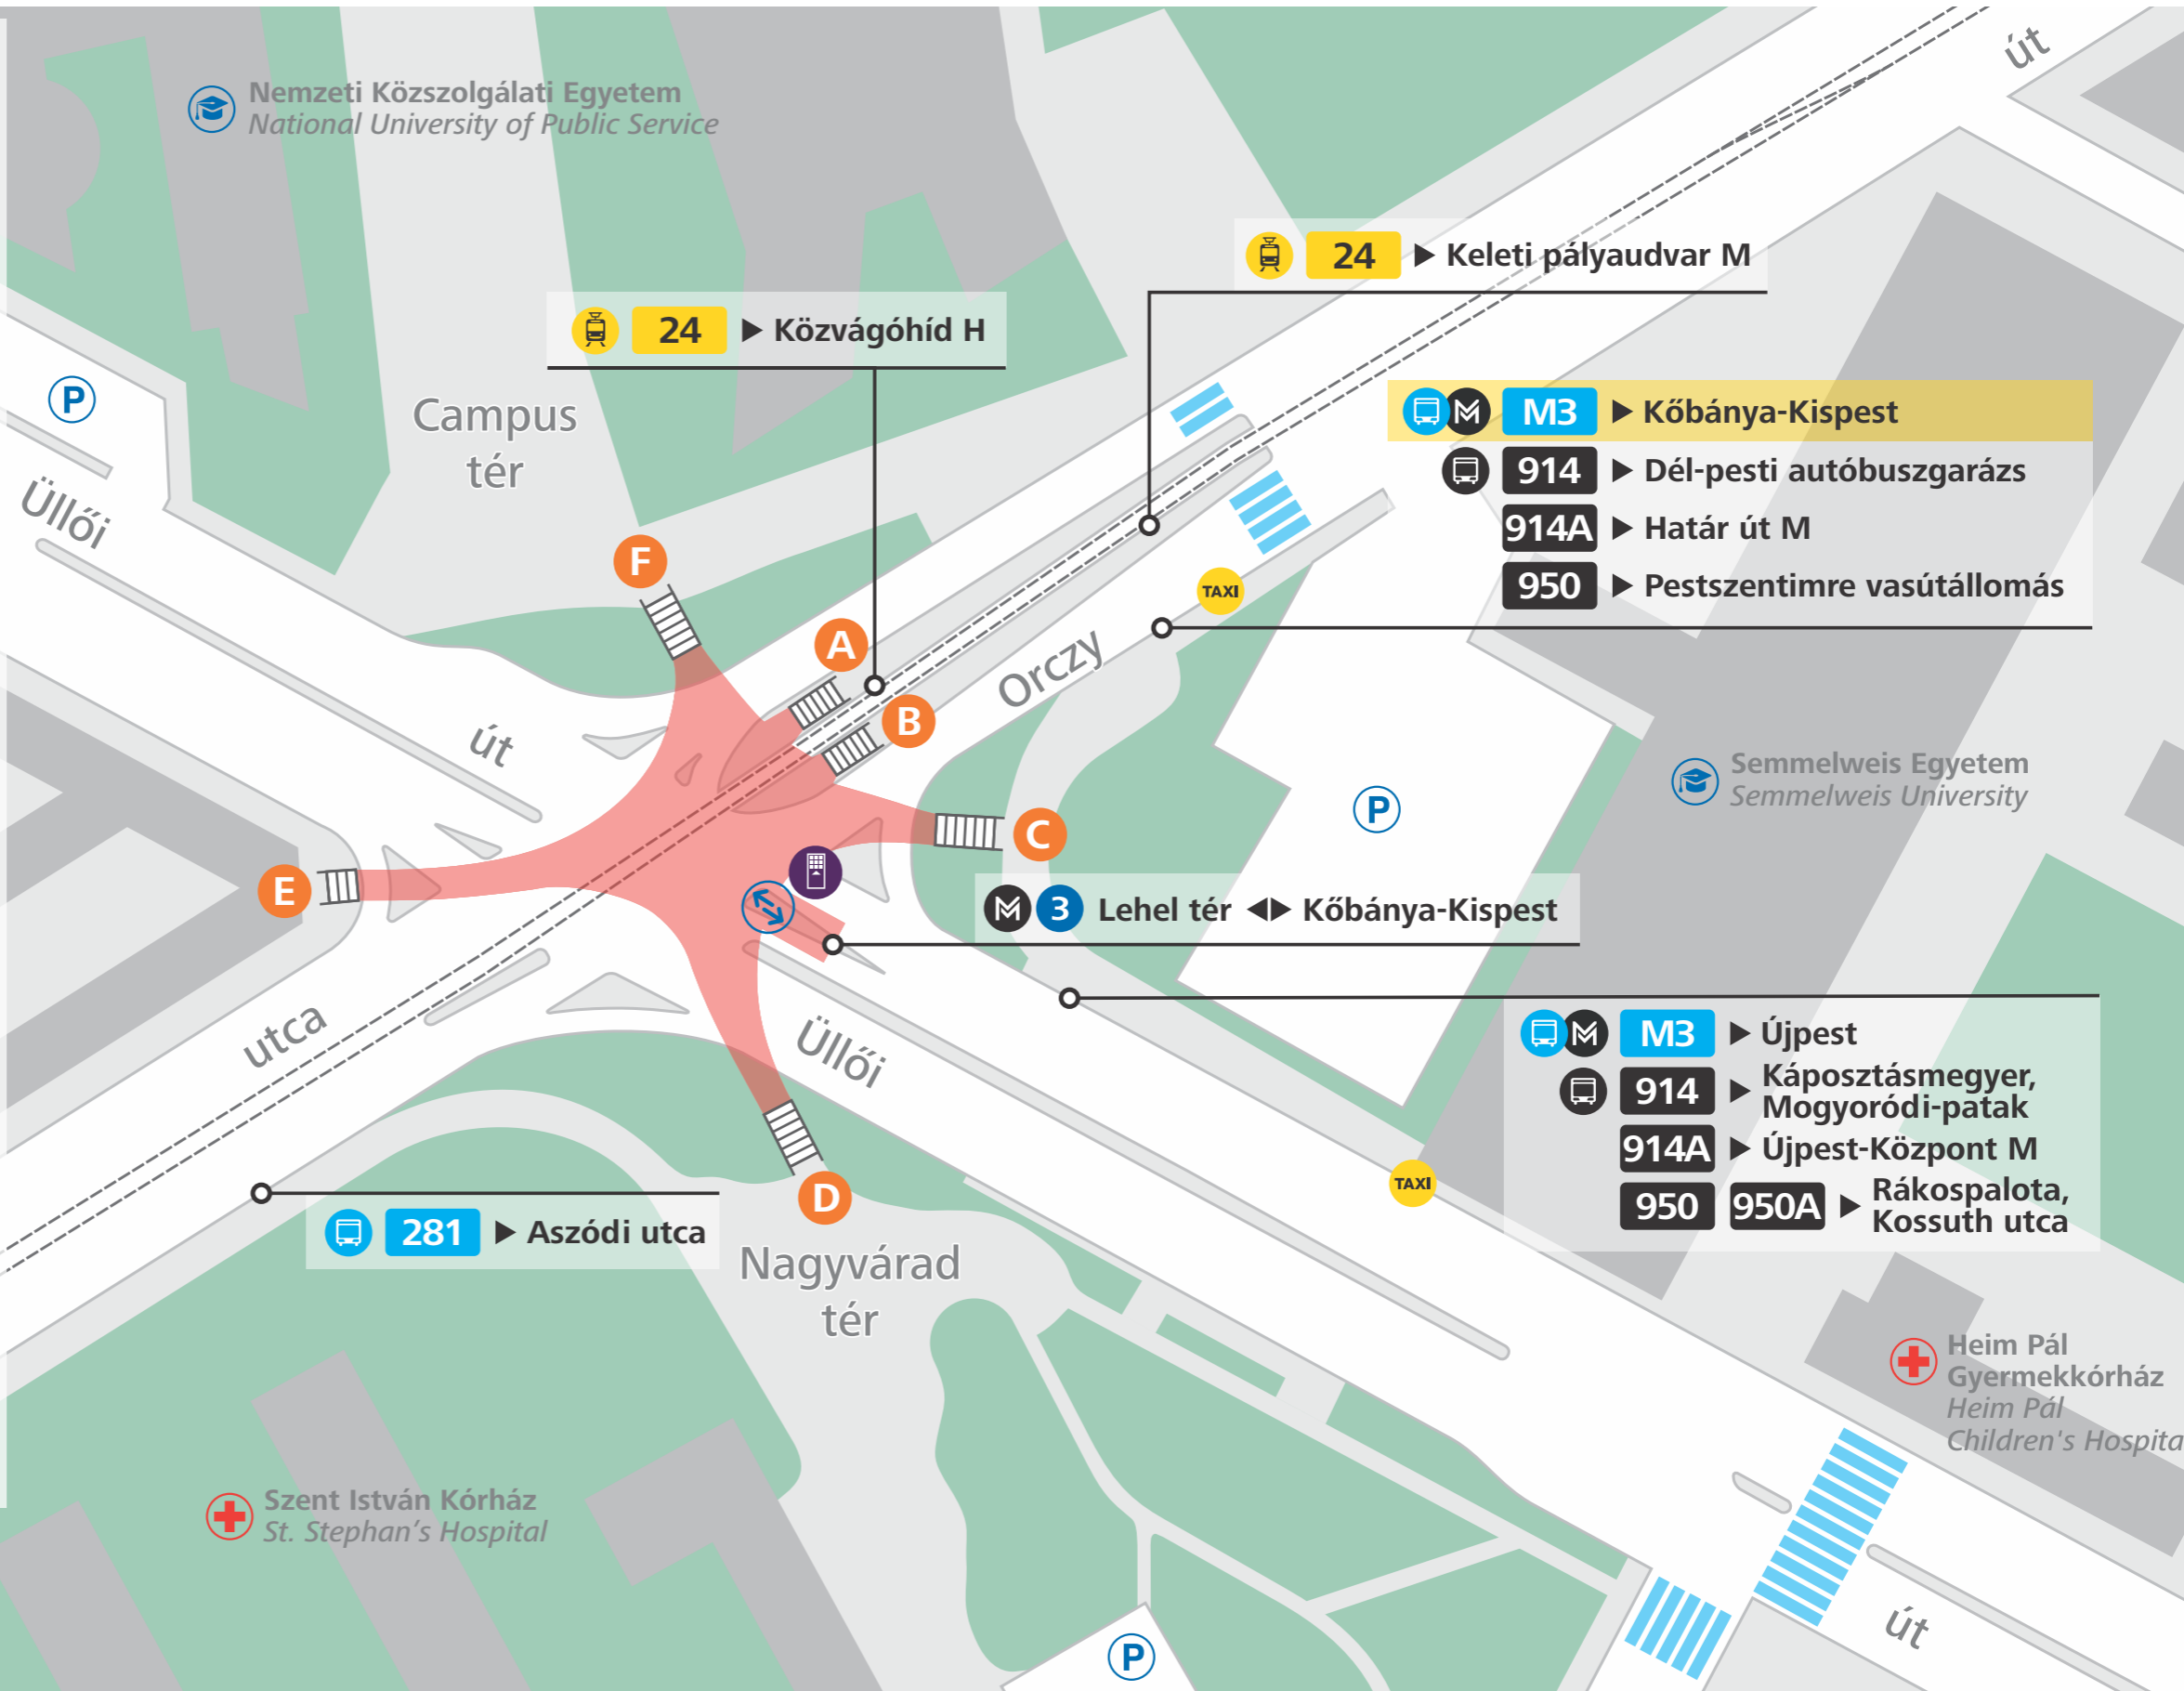 út
Nemzeti Közszolgálati Egyetem
National University of Public Service
24 Keleti pályaudvar M
24 Közvágóhíd H
P
Campus
tér
M3 Kőbánya-Kispest
914 Dél-pesti autóbuszgarázs
914A Határ út M
950 Pestszentimre vasútállomás
Üllői
F
TAXI
A
Orczy
B
út
Semmelweis Egyetem
Semmelweis University
P
C
E
M 3 Lehel tér Kőbánya-Kispest
utca
Üllői
M3 Újpest
914 Káposztásmegyer,
Mogyoródi-patak
914A Újpest-Központ M
950 950A Rákospalota,
Kossuth utca
TAXI
D
281 Aszódi utca
Nagyvárad
tér
Heim Pál
Gyermekkórház
Heim Pál
Children's Hospita
Szent István Kórház
St. Stephan's Hospital
út
P